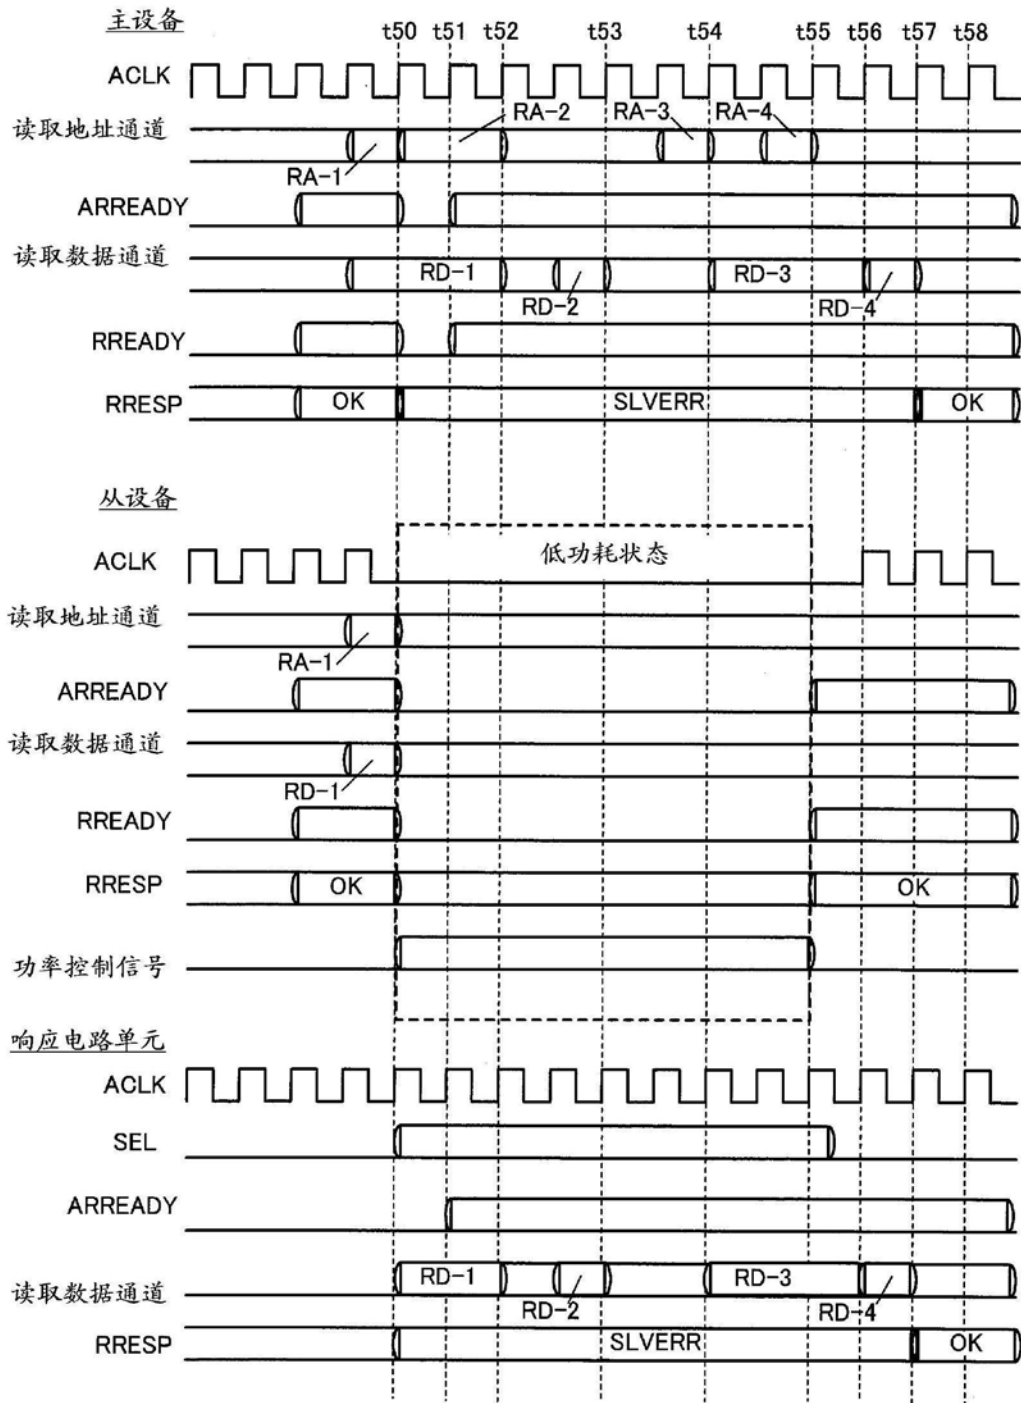 主设备
t50 t51 t52 t53 t54 t55 t56 t57 t58
ACLK
RA-2 RA-3 RA-4
读取地址通道
RA-1
ARREADY
读取数据通道
RD-1 RD-3
RD-2 RD-4
RREADY
RRESP OK SLVERR OK
从设备
低功耗状态
ACLK
读取地址通道
RA-1
ARREADY
读取数据通道
RD-1
RREADY
RRESP OK OK
功率控制信号
响应电路单元
ACLK
SEL
ARREADY
RD-1 RD-3
读取数据通道
RD-2 RD-4
RRESP SLVERR OK